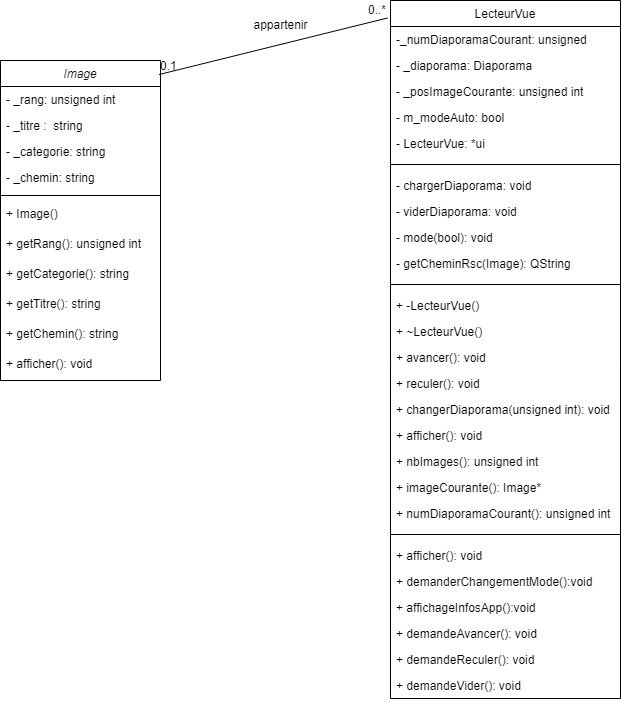 LecteurVue
0..*
appartenir
0.1
-_numDiaporamaCourant: unsigned
- _diaporama: Diaporama
- _posImageCourante: unsigned int
- m_modeAuto: bool
- LecteurVue: *ui
- chargerDiaporama: void
- viderDiaporama: void
- mode(bool): void
- getCheminRsc(Image): QString
+ -LecteurVue()
+ ~LecteurVue()
+ avancer(): void
+ reculer(): void
+ changerDiaporama(unsigned int): void
+ afficher(): void
+ nbImages(): unsigned int
+ imageCourante(): Image*
+ numDiaporamaCourant(): unsigned int
+ afficher(): void
+ demanderChangementMode():void
+ affichageInfosApp():void
+ demandeAvancer(): void
+ demandeReculer(): void
+ demandeVider(): void
Image
- _rang: unsigned int
- _titre :  string
- _categorie: string
- _chemin: string
+ Image()
+ getRang(): unsigned int
+ getCategorie(): string
+ getTitre(): string
+ getChemin(): string
+ afficher(): void